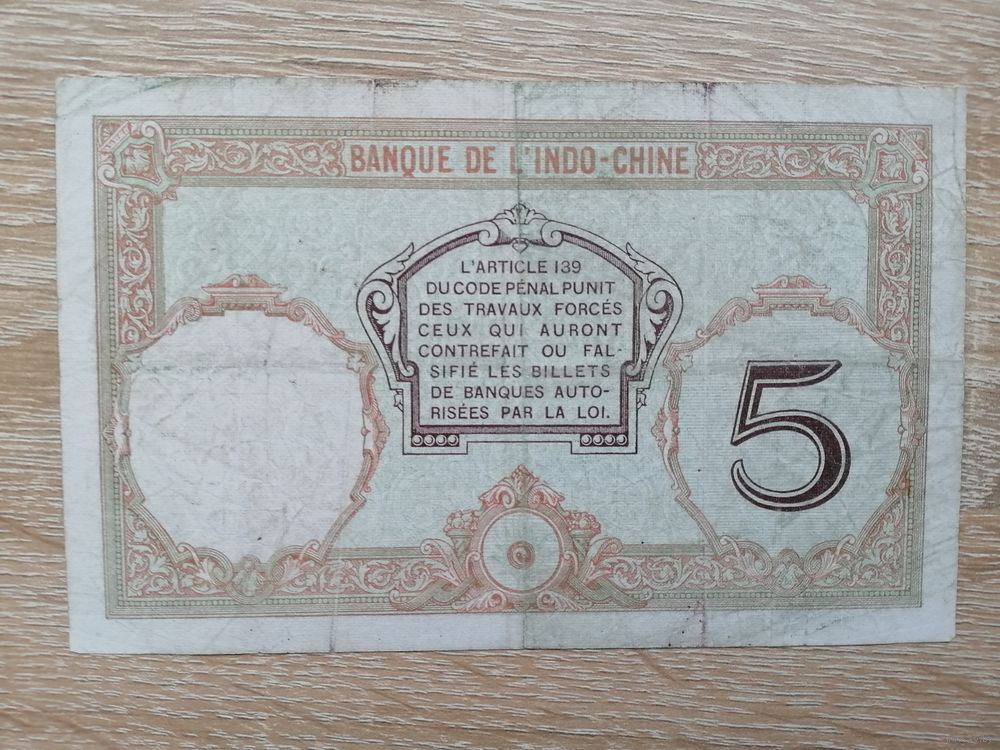 BANQUE DE L'INDO-CHINE
L'ARTICLE 139
DU CODE PÉNAL PUNIT
DES TRAVAUX FORCÉS
CEUX QUI AURONT
CONTREFAIT OU FAL-
SIFIÉ LES BILLETS
DE BANQUES AUTO-
RISÉES PAR LA LOI.
5